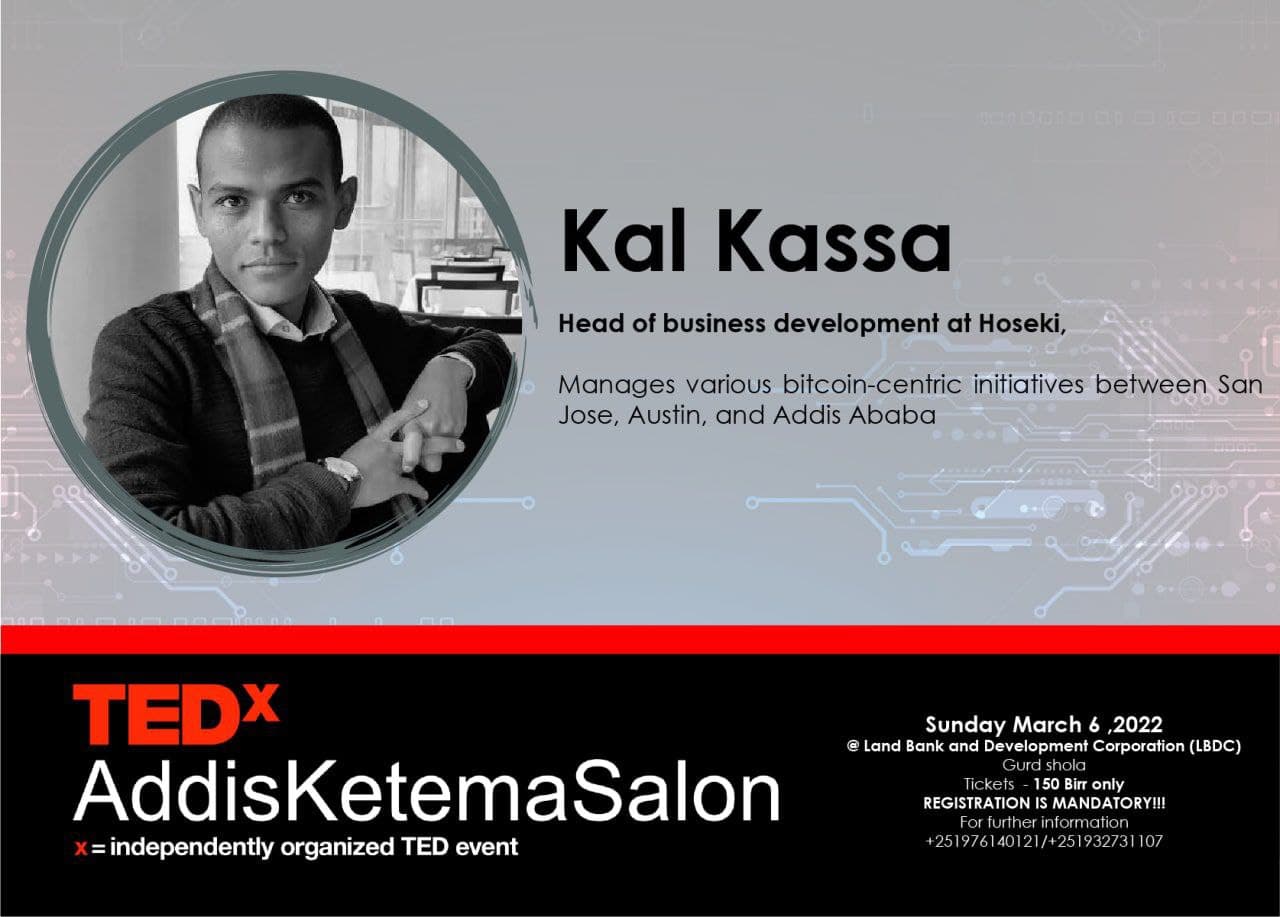 Kal Kassa
Head of business development at Hoseki,
Manages various bitcoin-centric initiatives between San
Jose, Austin, and Addis Ababa
TEDx
AddisKetemaSalon
x = independently organized TED event
Sunday March 6 ,2022
@ Land Bank and Development Corporation (LBDC)
Gurd shola
Tickets - 150 Birr only
REGISTRATION IS MANDATORY!!!
For further information
+251976140121/+251932731107